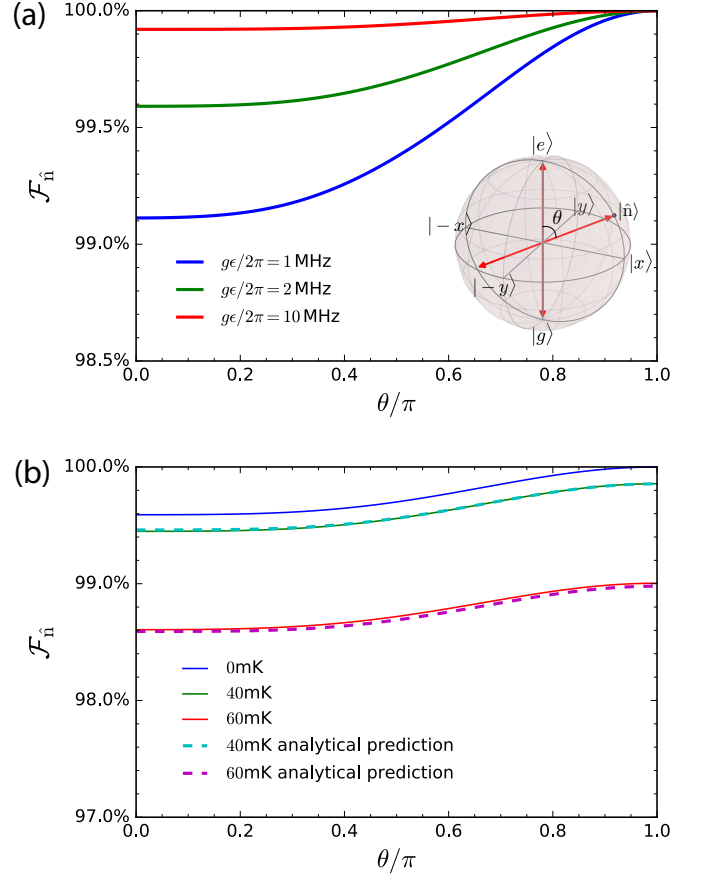 (a)
100.0%
99.5%
99.0%
98.5%
ℱn̂
gϵ/2π = 1 MHz
gϵ/2π = 2 MHz
gϵ/2π = 10 MHz
|e⟩
|y⟩
|n̂⟩
θ
|−x⟩
|x⟩
|−y⟩
|g⟩
0.0 0.2 0.4 0.6 0.8 1.0
θ/π
(b)
100.0%
99.0%
98.0%
97.0%
ℱn̂
0mK
40mK
60mK
40mK analytical prediction
60mK analytical prediction
0.0 0.2 0.4 0.6 0.8 1.0
θ/π